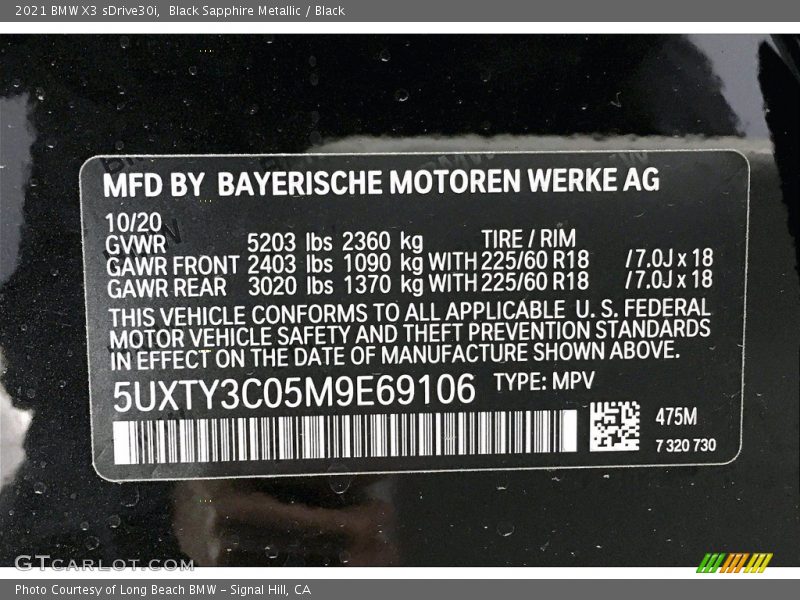 2021 BMW X3 sDrive30i,  Black Sapphire Metallic / Black
MFD BY BAYERISCHE MOTOREN WERKE AG
10/20
GVWR 5203 lbs 2360 kg TIRE / RIM
GAWR FRONT 2403 lbs 1090 kg WITH 225/60 R18 /7.0J x 18
GAWR REAR 3020 lbs 1370 kg WITH 225/60 R18 /7.0J x 18
THIS VEHICLE CONFORMS TO ALL APPLICABLE U. S. FEDERAL
MOTOR VEHICLE SAFETY AND THEFT PREVENTION STANDARDS
IN EFFECT ON THE DATE OF MANUFACTURE SHOWN ABOVE.
5UXTY3C05M9E69106 TYPE: MPV
475M
7 320 730
GTCARLOT.COM
Photo Courtesy of Long Beach BMW - Signal Hill, CA